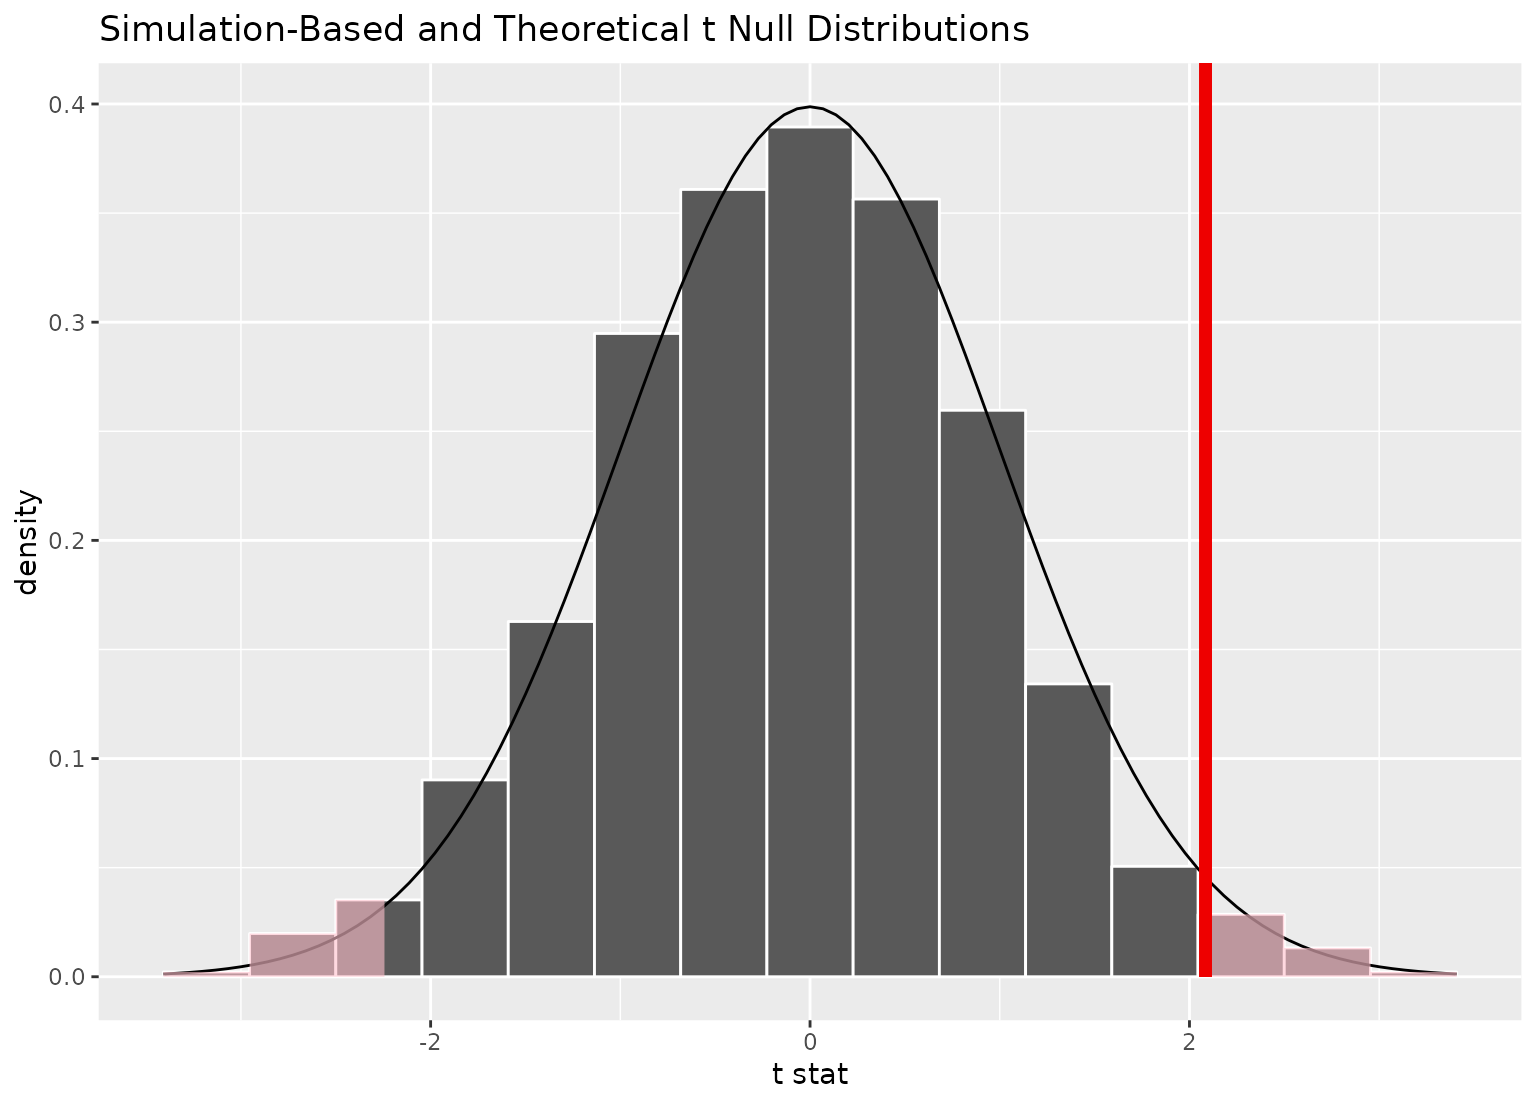 Simulation-Based and Theoretical t Null Distributions
0.4
0.3
0.2
0.1
0.0
density
-2 0 2
t stat